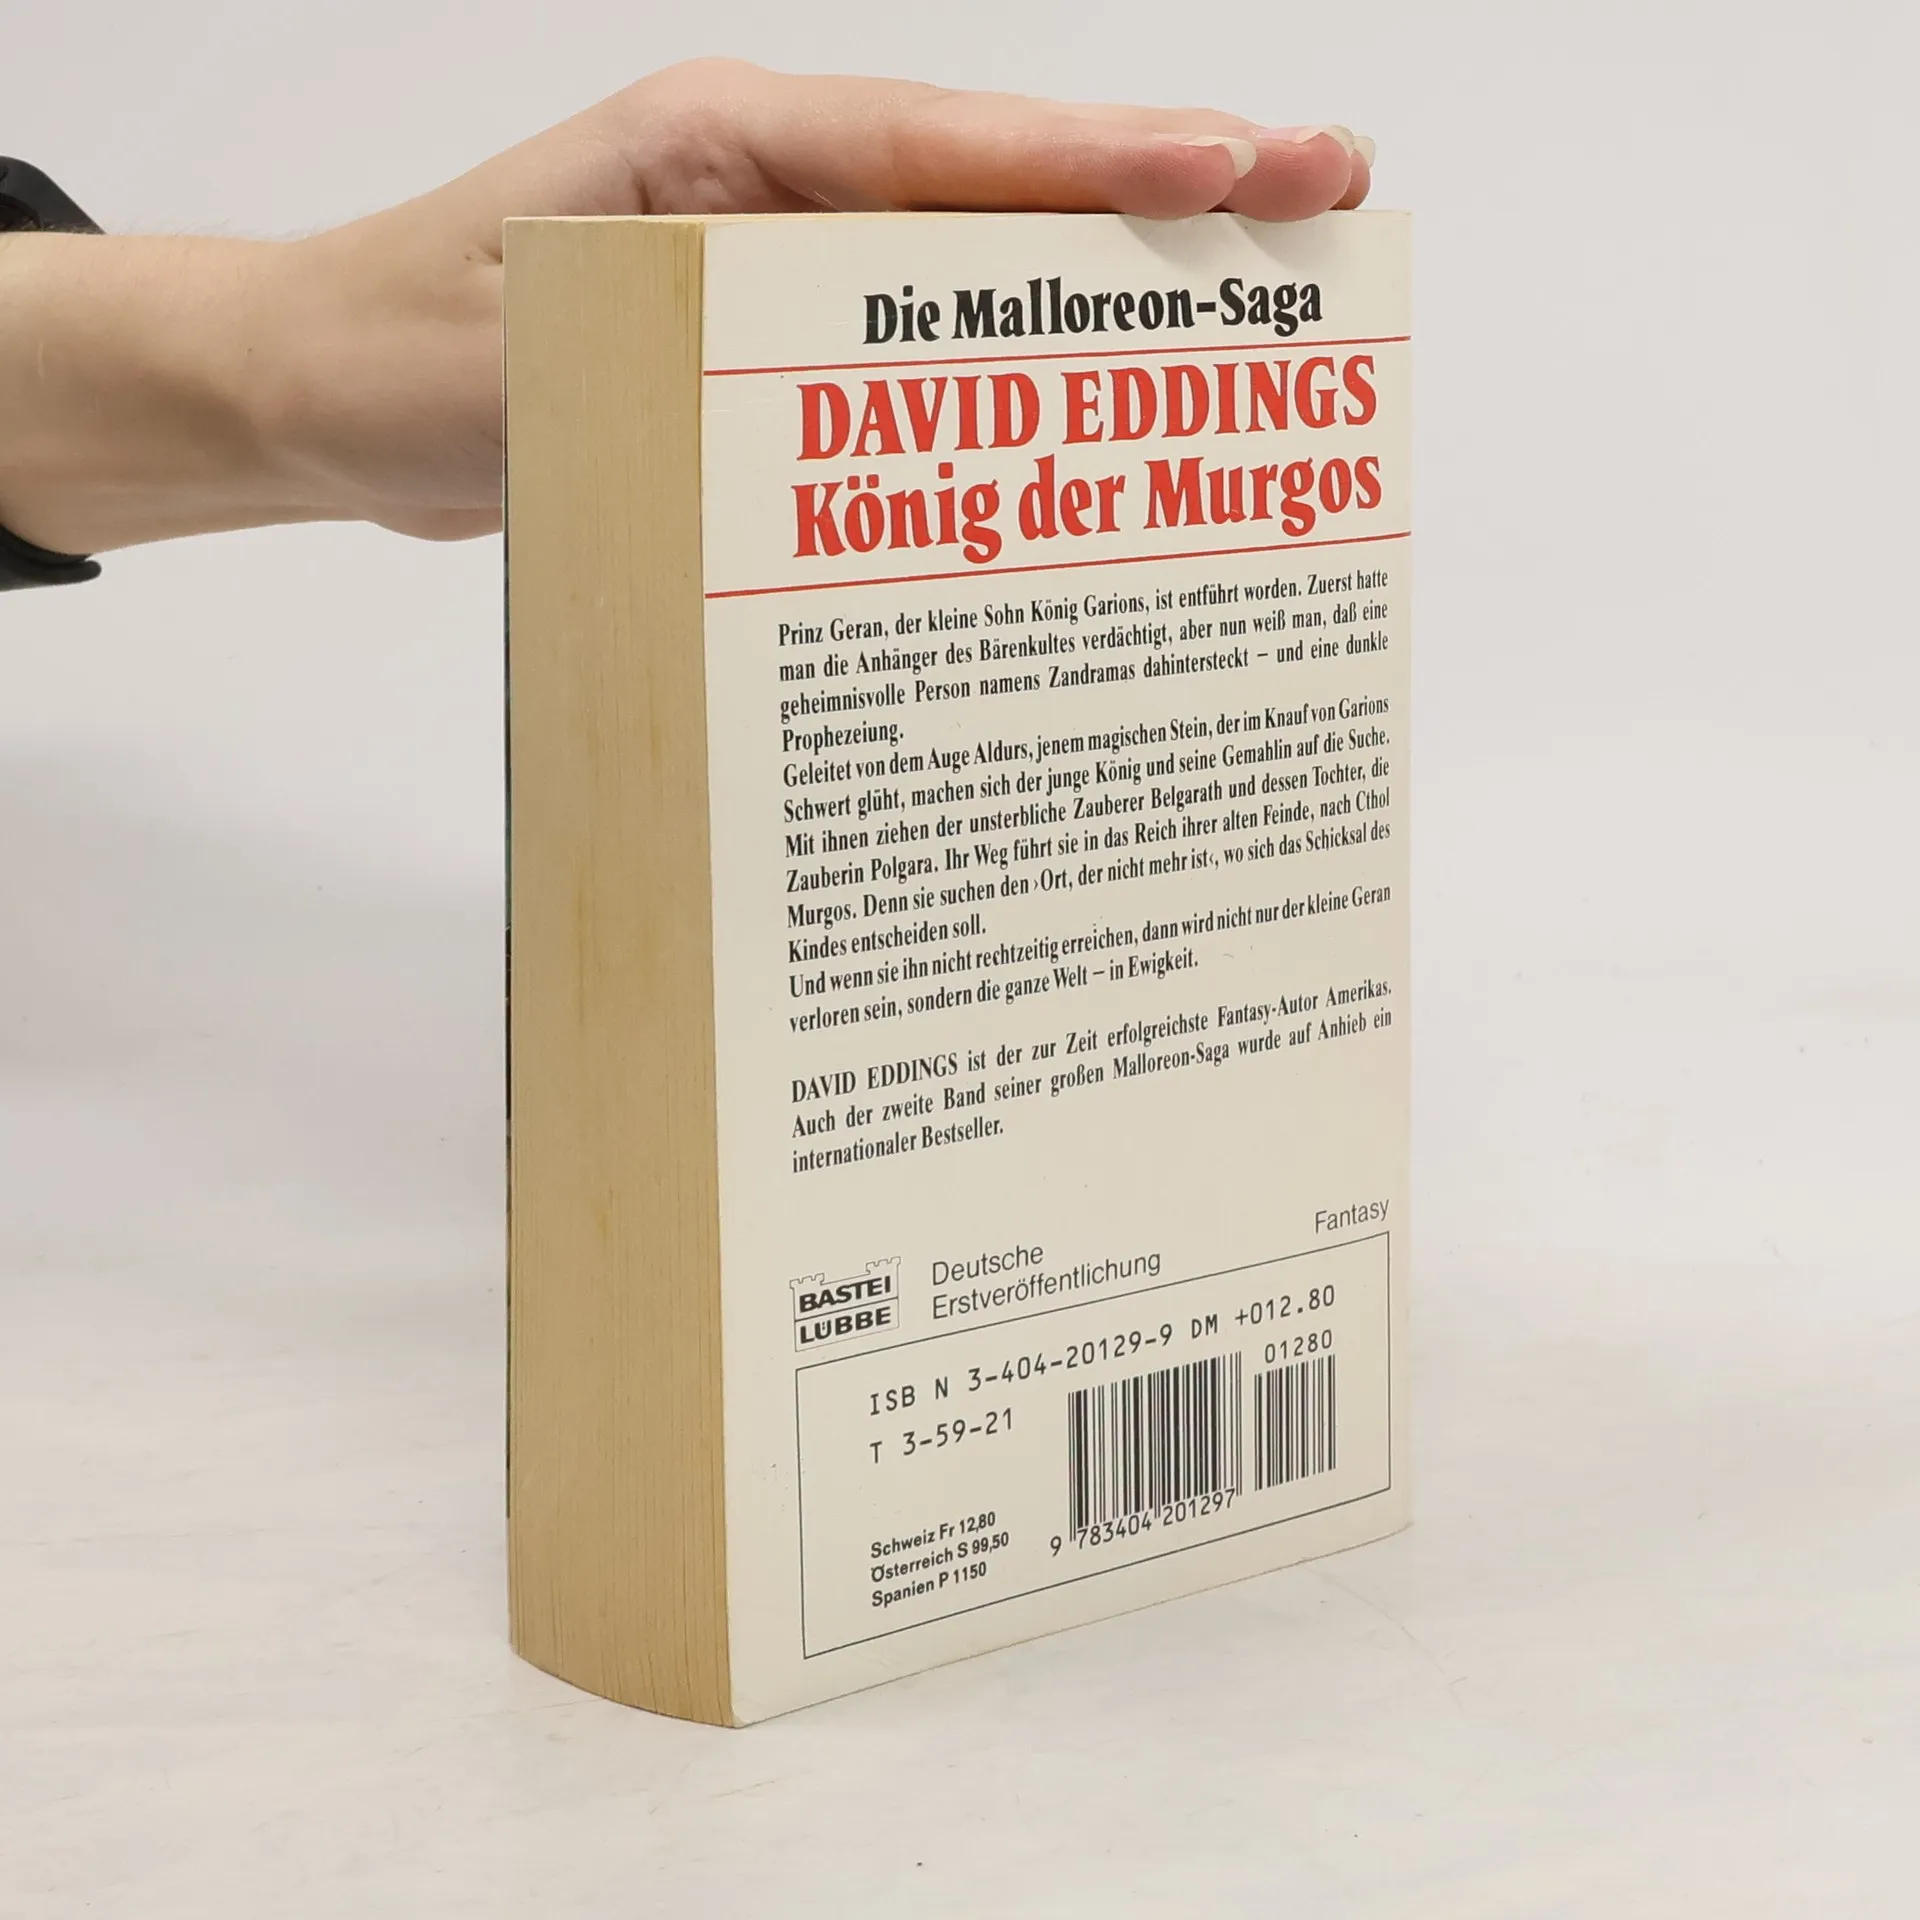 Die Malloreon-Saga
DAVID EDDINGS
König der Murgos
Prinz Geran, der kleine Sohn König Garions, ist entführt worden. Zuerst hatte
man die Anhänger des Bärenkultes verdächtigt, aber nun weiß man, daß eine
geheimnisvolle Person namens Zandramas dahintersteckt – und eine dunkle
Prophezeiung.
Geleitet von dem Auge Aldurs, jenem magischen Stein, der im Knauf von Garions
Schwert glüht, machen sich der junge König und seine Gemahlin auf die Suche.
Mit ihnen ziehen der unsterbliche Zauberer Belgarath und dessen Tochter, die
Zauberin Polgara. Ihr Weg führt sie in das Reich ihrer alten Feinde, nach Cthol
Murgos. Denn sie suchen den ›Ort, der nicht mehr ist‹, wo sich das Schicksal des
Kindes entscheiden soll.
Und wenn sie ihn nicht rechtzeitig erreichen, dann wird nicht nur der kleine Geran
verloren sein, sondern die ganze Welt – in Ewigkeit.
DAVID EDDINGS ist der zur Zeit erfolgreichste Fantasy-Autor Amerikas.
Auch der zweite Band seiner großen Malloreon-Saga wurde auf Anhieb ein
internationaler Bestseller.
Fantasy
BASTEI
LÜBBE
Deutsche
Erstveröffentlichung
ISB N 3-404-20129-9 DM +012.80
T 3-59-21
01280
Schweiz Fr 12,80
Österreich S 99,50
Spanien P 1150
9 783404 201297